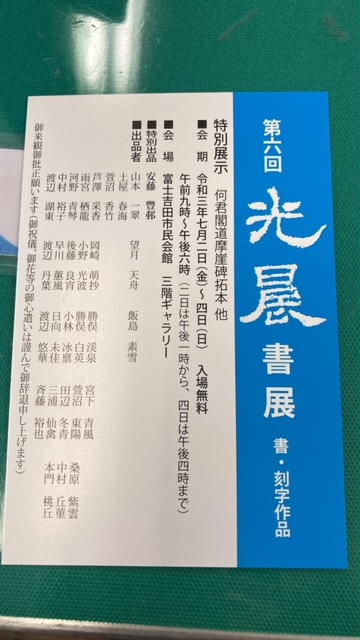 第六回 光晨書展 書・刻字作品
特別展示 何君閣道摩崖碑拓本 他
■会 期 令和三年七月二日(金)〜四日(日) 入場無料
午前九時〜午後六時(二日は午後一時から、四日は午後四時まで)
■会 場 富士吉田市民会館 三階ギャラリー
■特別出品 安藤 豐邨
■出品者 山本 一翠 望月 天舟 飯島 素雪
土屋 春海
萱沼 香竹
芦澤 采香 岡崎 萌抄 勝俣 渓泉 宮下 青風 桑原 紫雲
雨宮 栖龍 小野 光波 勝俣 白英 萱沼 東陽 中村 丘菫
河野 青琴 後藤 良宵 小林 冰寮 田辺 冬青 本門 桃丘
中村 裕子 早川 蕙風 日向 未佳 三浦 仙禽
渡辺 湖東 渡辺 丹葉 渡辺 悠華 斉藤 裕也
御来観御批正願います(御祝儀、御花等の御心遣いは謹んで御辞退申し上げます)